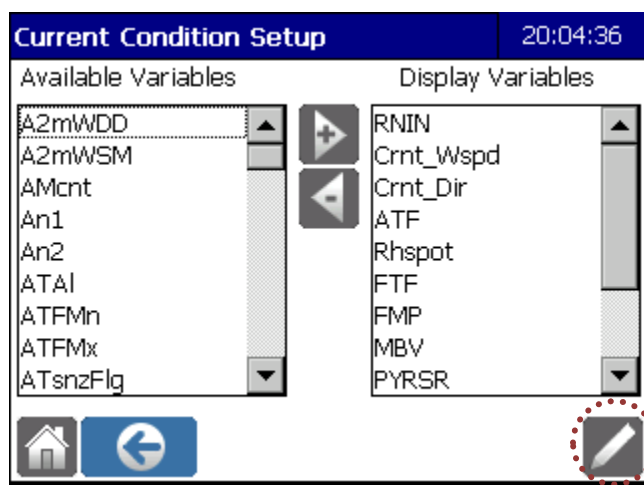 Current Condition Setup
20:04:36
Available Variables
Display Variables
A2mWDD
A2mWSM
AMcnt
An1
An2
ATAl
ATFMn
ATFMx
ATsnzFlg
RNIN
Crnt_Wspd
Crnt_Dir
ATF
Rhspot
FTF
FMP
MBV
PYRSR